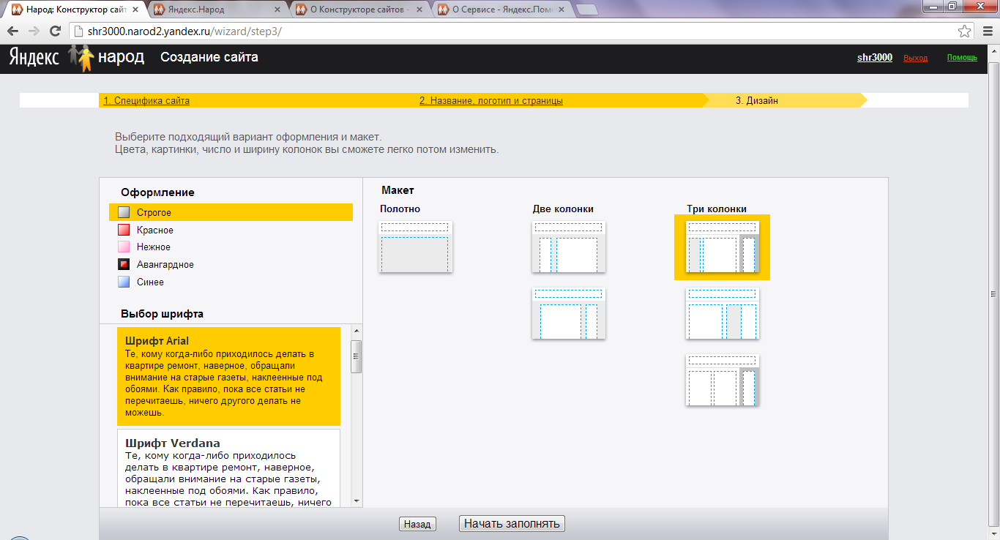 Народ: Конструктор сайт
Яндекс.Народ
О Конструкторе сайтов -
О Сервисе - Яндекс.Пом
shr3000.narod2.yandex.ru/wizard/step3/
Яндекс народ Создание сайта
shr3000 Выход Помощь
1. Специфика сайта
2. Название, логотип и страницы
3. Дизайн
Выберите подходящий вариант оформления и макет.
Цвета, картинки, число и ширину колонок вы сможете легко потом изменить.
Оформление
Строгое
Красное
Нежное
Авангардное
Синее
Выбор шрифта
Шрифт Arial
Те, кому когда-либо приходилось делать в
квартире ремонт, наверное, обращали
внимание на старые газеты, наклеенные под
обоями. Как правило, пока все статьи не
перечитаешь, ничего другого делать не
можешь.
Шрифт Verdana
Те, кому когда-либо приходилось
делать в квартире ремонт, наверное,
обращали внимание на старые газеты,
наклеенные под обоями. Как правило,
пока все статьи не перечитаешь, ничего
Макет
Полотно
Две колонки
Три колонки
Назад
Начать заполнять